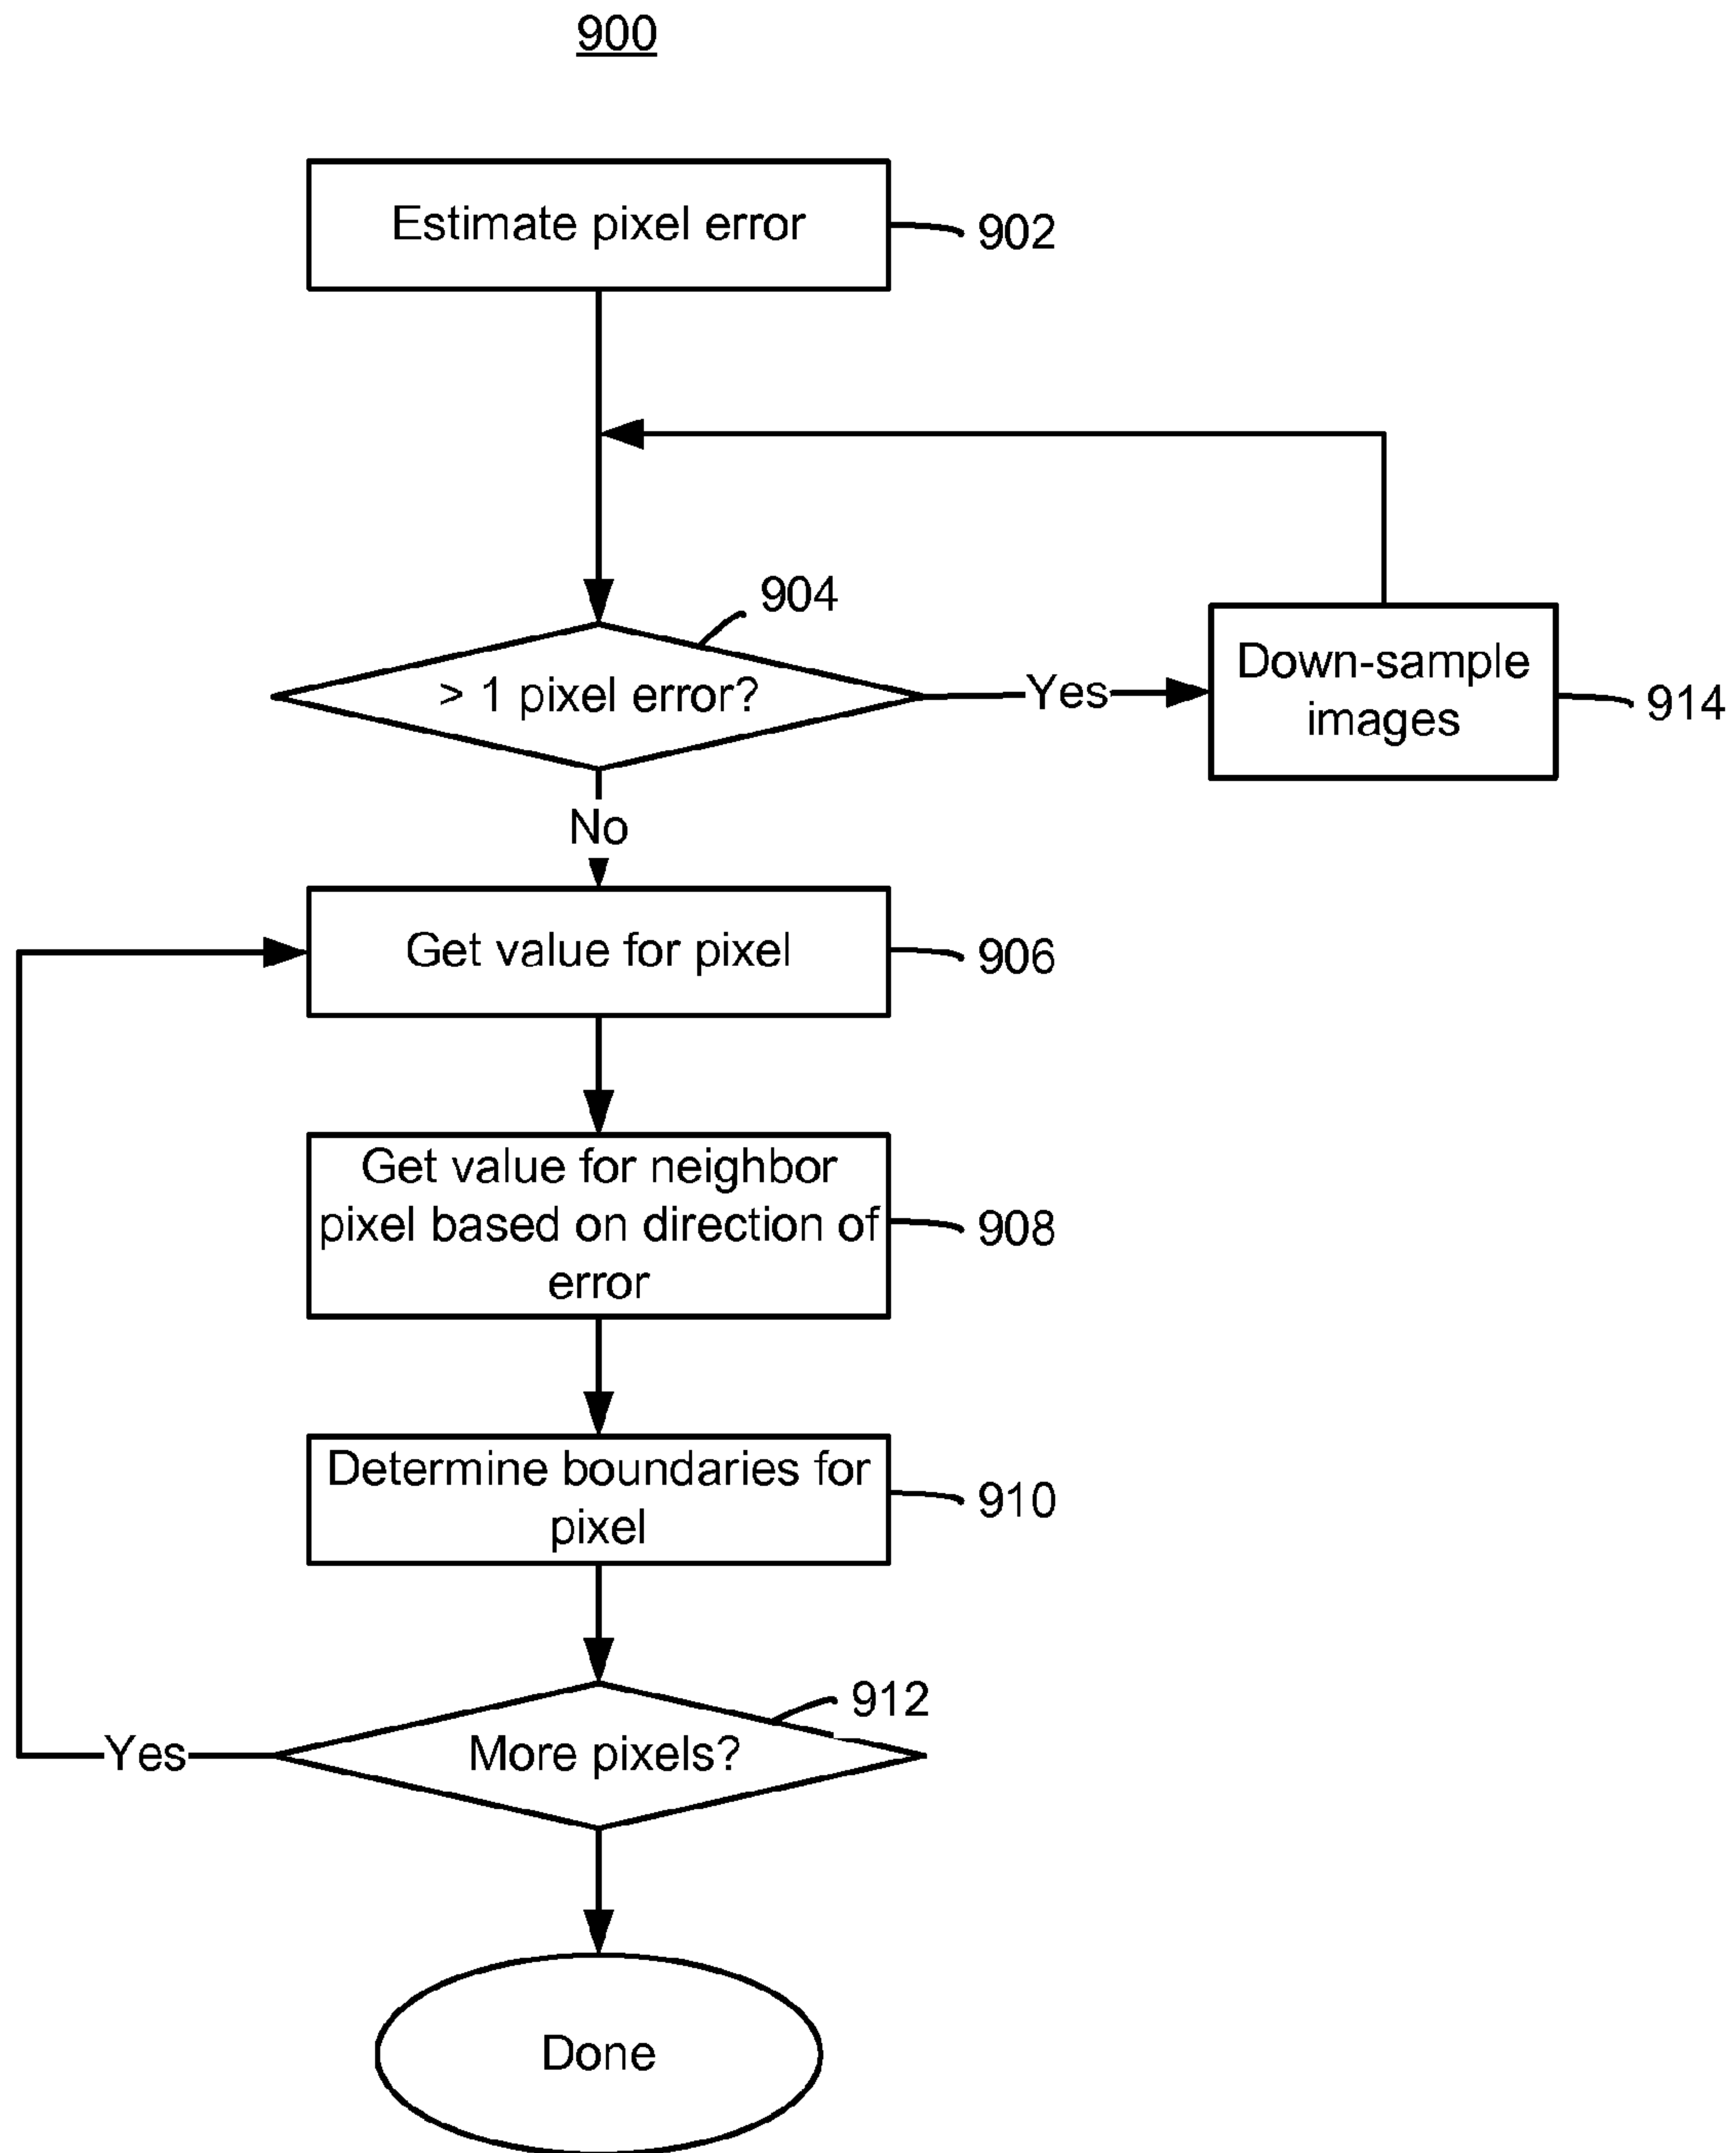 900
Estimate pixel error
902
904
> 1 pixel error?
Yes
Down-sample
images
914
No
Get value for pixel
906
Get value for neighbor
pixel based on direction of
error
908
Determine boundaries for
pixel
910
912
More pixels?
Yes
Done